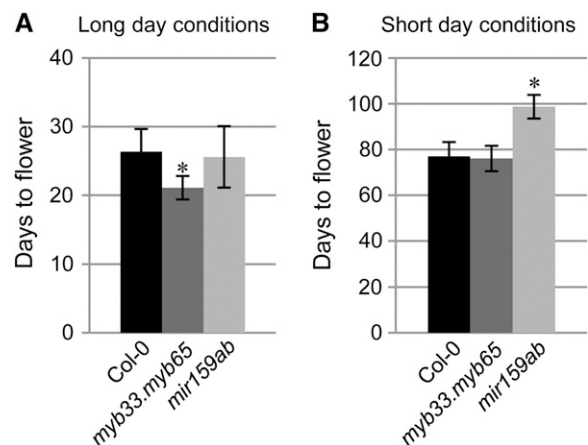 A Long day conditions
Days to flower
40
30
20
10
0
*
Col-0
myb33.myb65
mir159ab
B Short day conditions
Days to flower
120
100
80
60
40
20
0
*
Col-0
myb33.myb65
mir159ab